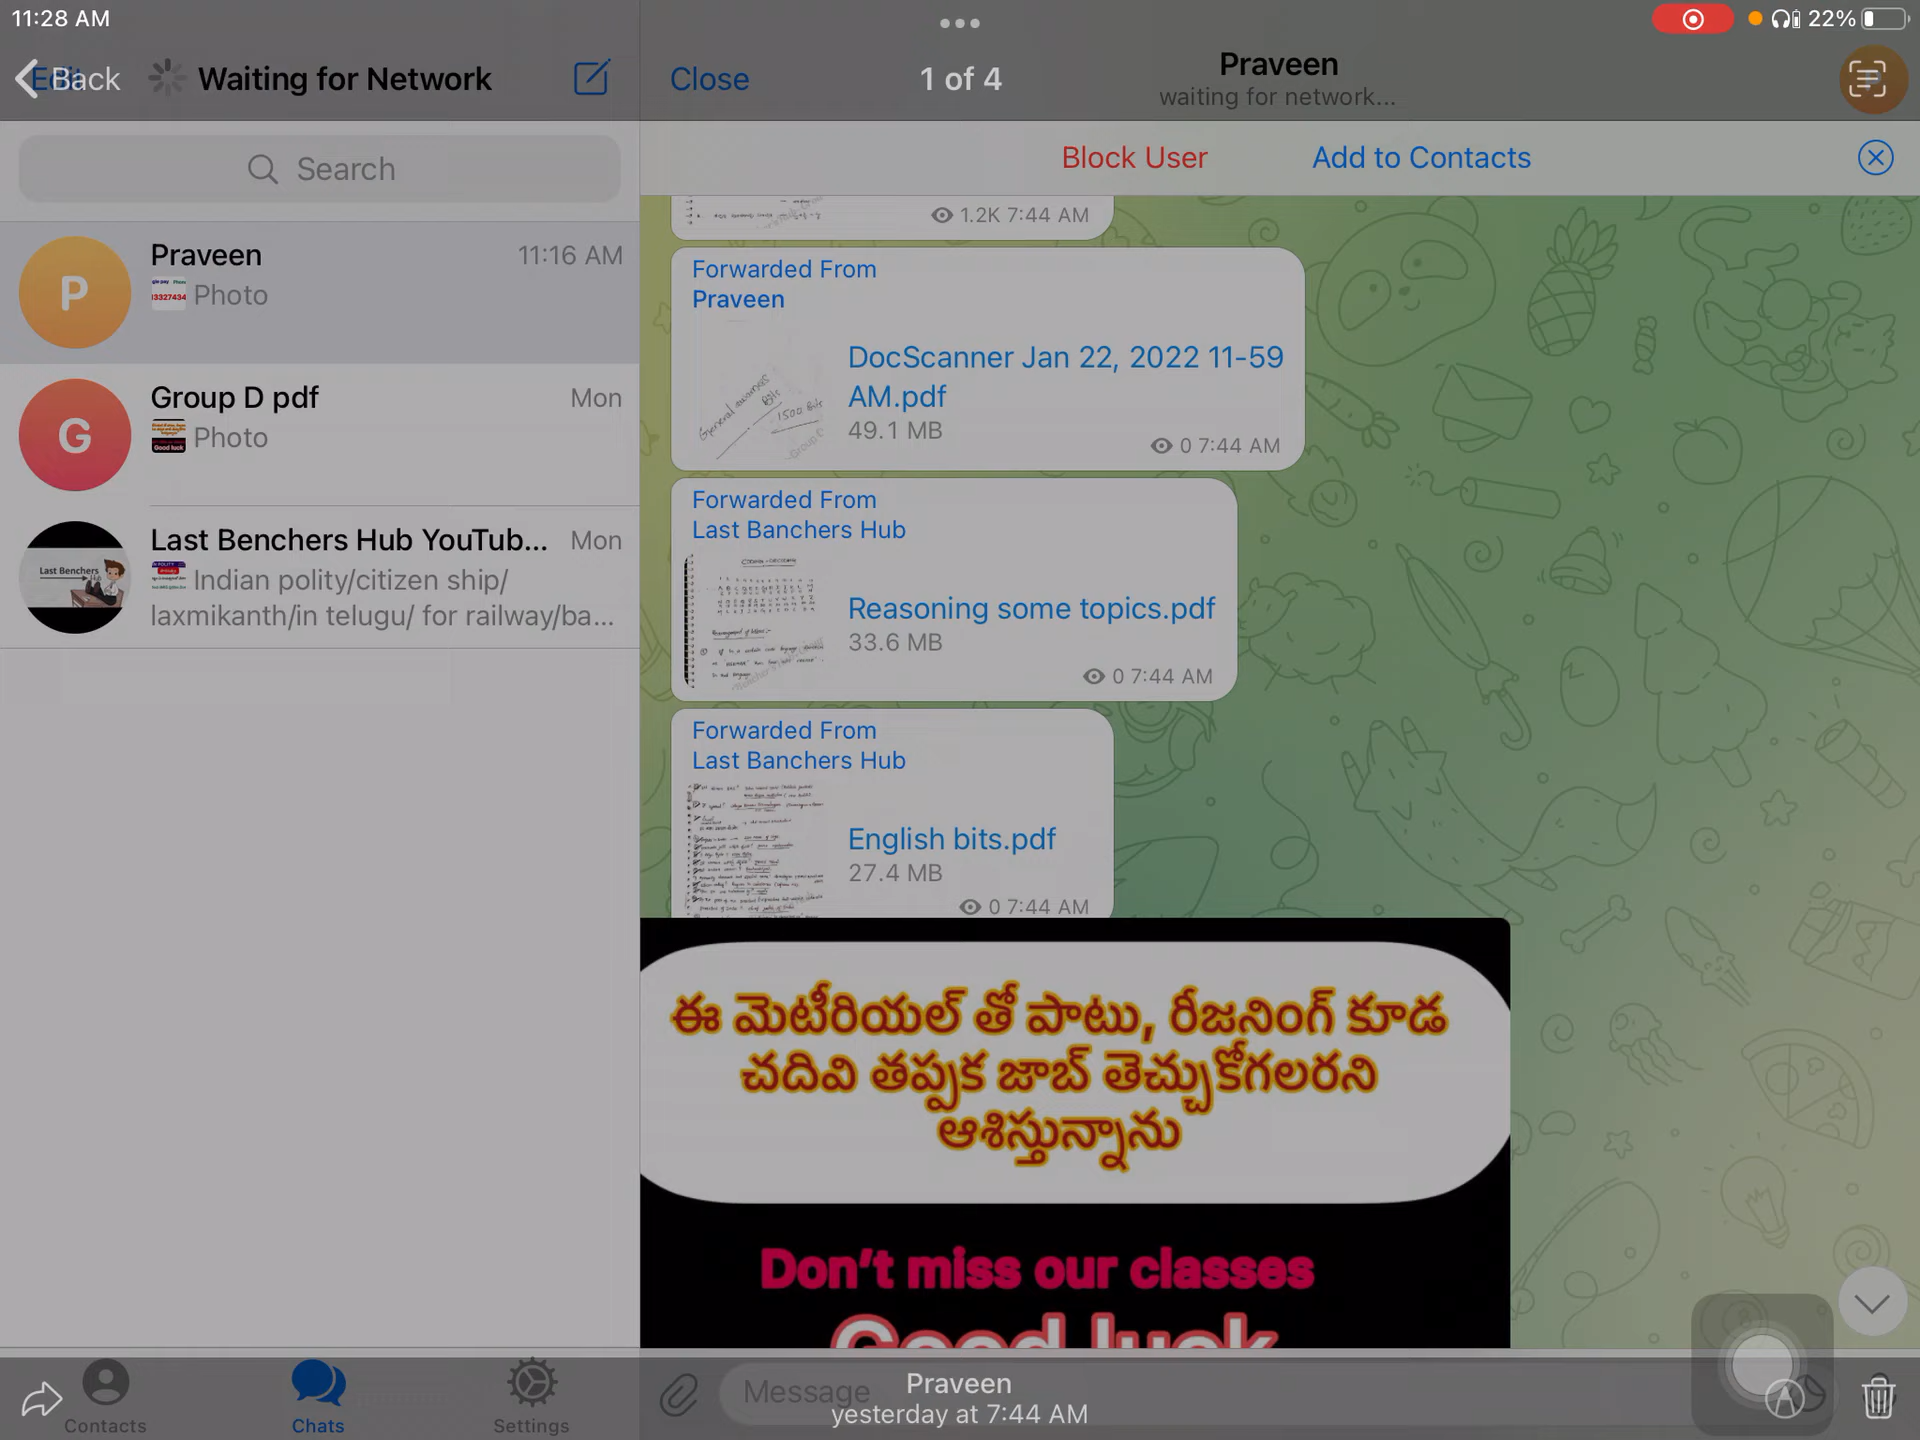 11:28 AM
22%
Back
Edit
Waiting for Network
Close
1 of 4
Praveen
waiting for network...
Search
Block User
Add to Contacts
Praveen
11:16 AM
Photo
Group D pdf
Mon
Photo
Last Benchers Hub YouTub...
Mon
Indian polity/citizen ship/
laxmikanth/in telugu/ for railway/ba...
1.2K 7:44 AM
Forwarded From
Praveen
DocScanner Jan 22, 2022 11-59
AM.pdf
49.1 MB
0 7:44 AM
Forwarded From
Last Banchers Hub
Reasoning some topics.pdf
33.6 MB
0 7:44 AM
Forwarded From
Last Banchers Hub
English bits.pdf
27.4 MB
0 7:44 AM
ఈ మెటీరియల్ తో పాటు, రీజనింగ్ కూడ
చదివి తప్పక జాబ్ తెచ్చుకోగలరని
ఆశిస్తున్నాను
Don't miss our classes
Good luck
Contacts
Chats
Settings
Message
Praveen
yesterday at 7:44 AM